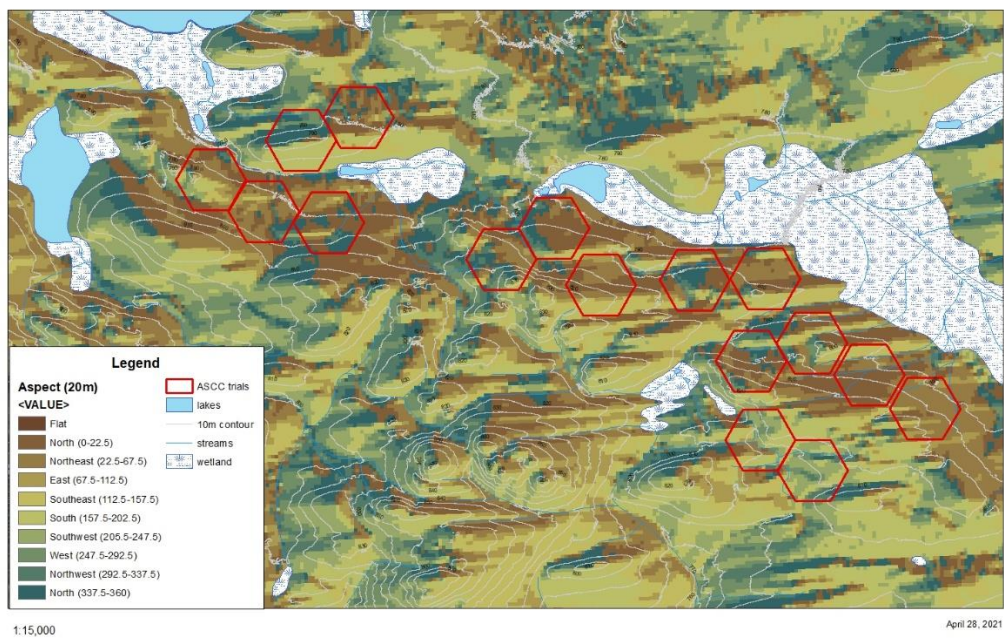 Legend
Aspect (20m)
<VALUE>
Flat
North (0-22.5)
Northeast (22.5-67.5)
East (67.5-112.5)
Southeast (112.5-157.5)
South (157.5-202.5)
Southwest (205.5-247.5)
West (247.5-292.5)
Northwest (292.5-337.5)
North (337.5-360)
ASCC trials
lakes
10m contour
streams
wetland
1:15,000
April 28, 2021